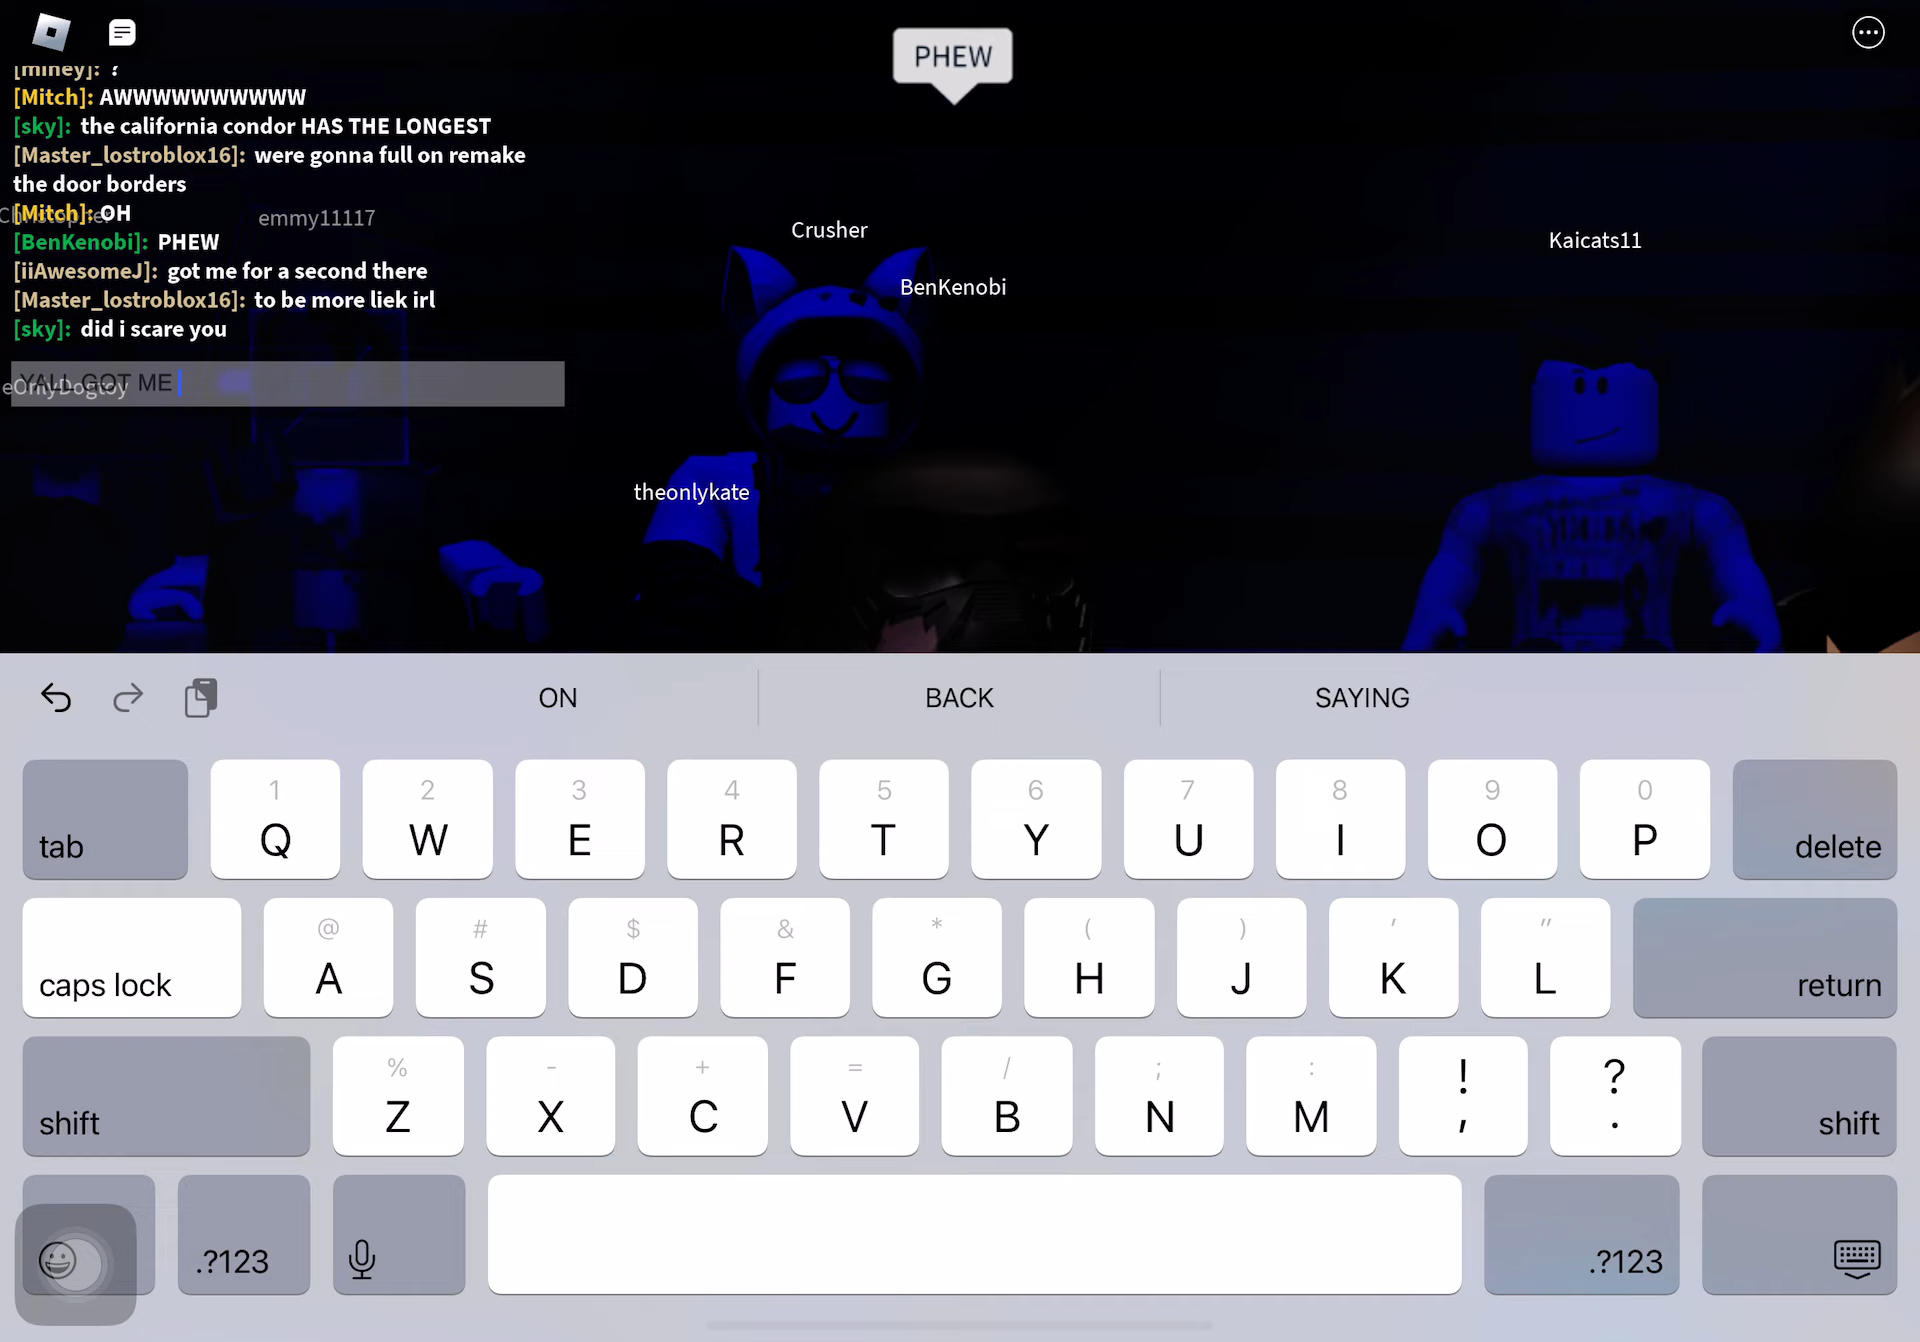 PHEW
[miney]: ?
[Mitch]: AWWWWWWWWWW
[sky]: the california condor HAS THE LONGEST
[Master_lostroblox16]: were gonna full on remake
the door borders
[Mitch]: OH
[BenKenobi]: PHEW
[iiAwesomeJ]: got me for a second there
[Master_lostroblox16]: to be more liek irl
[sky]: did i scare you
emmy11117
Crusher
BenKenobi
Kaicats11
YALL GOT ME
eOnlyDogtoy
theonlykate
ON BACK SAYING
tab 1 Q 2 W 3 E 4 R 5 T 6 Y 7 U 8 I 9 O 0 P delete
caps lock @ A # S $ D & F * G ( H ) J ' K " L return
shift % Z - X + C = V / B ; N : M ! , ? . shift
.?123 .?123